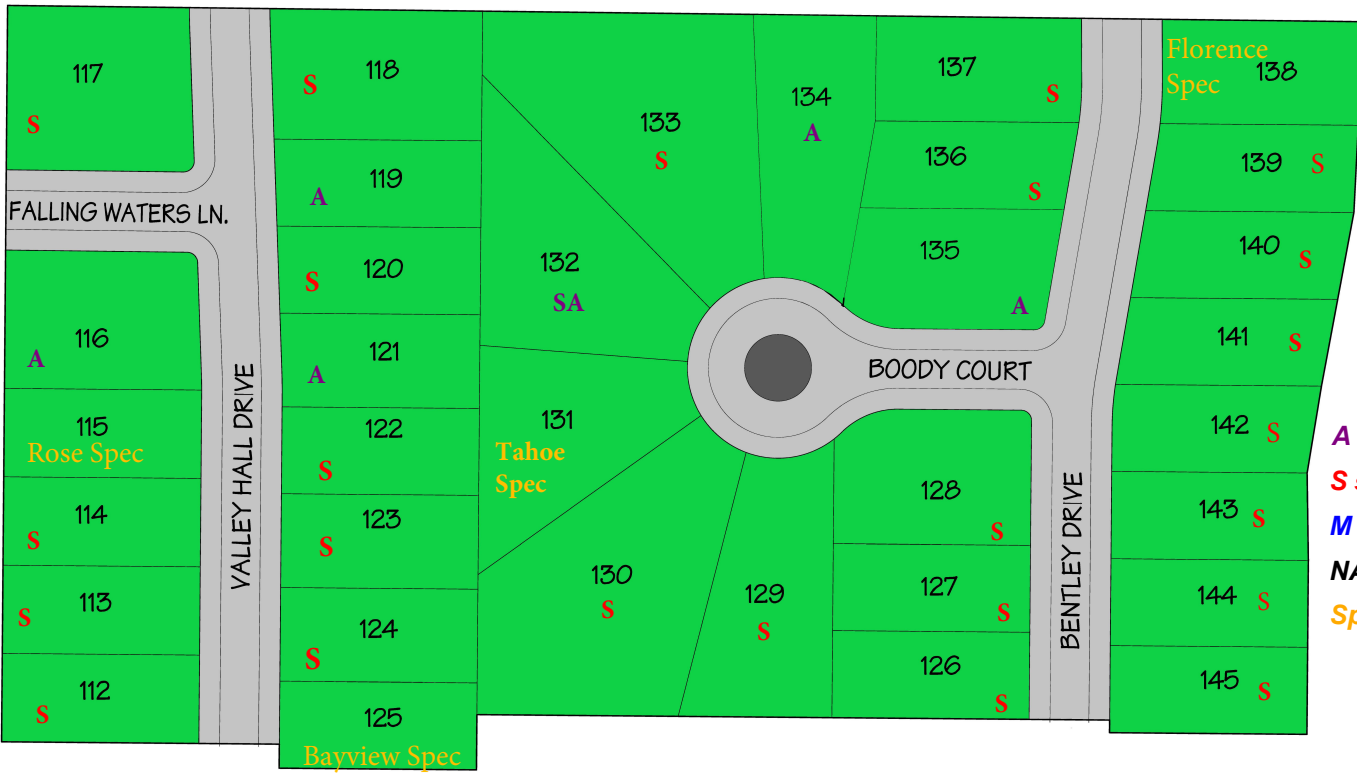 117
S
118
S
119
A
FALLING WATERS LN.
120
S
116
A
121
A
115
Rose Spec
122
S
114
S
123
S
113
S
124
S
112
S
125
Bayview Spec
VALLEY HALL DRIVE
133
S
134
A
132
SA
131
Tahoe
Spec
130
S
129
S
137
S
136
S
135
A
BOODY COURT
128
S
127
S
126
S
BENTLEY DRIVE
Florence
Spec
138
139 S
140 S
141 S
142 S
143 S
144 S
145 S
A
S
M
NA
Sp